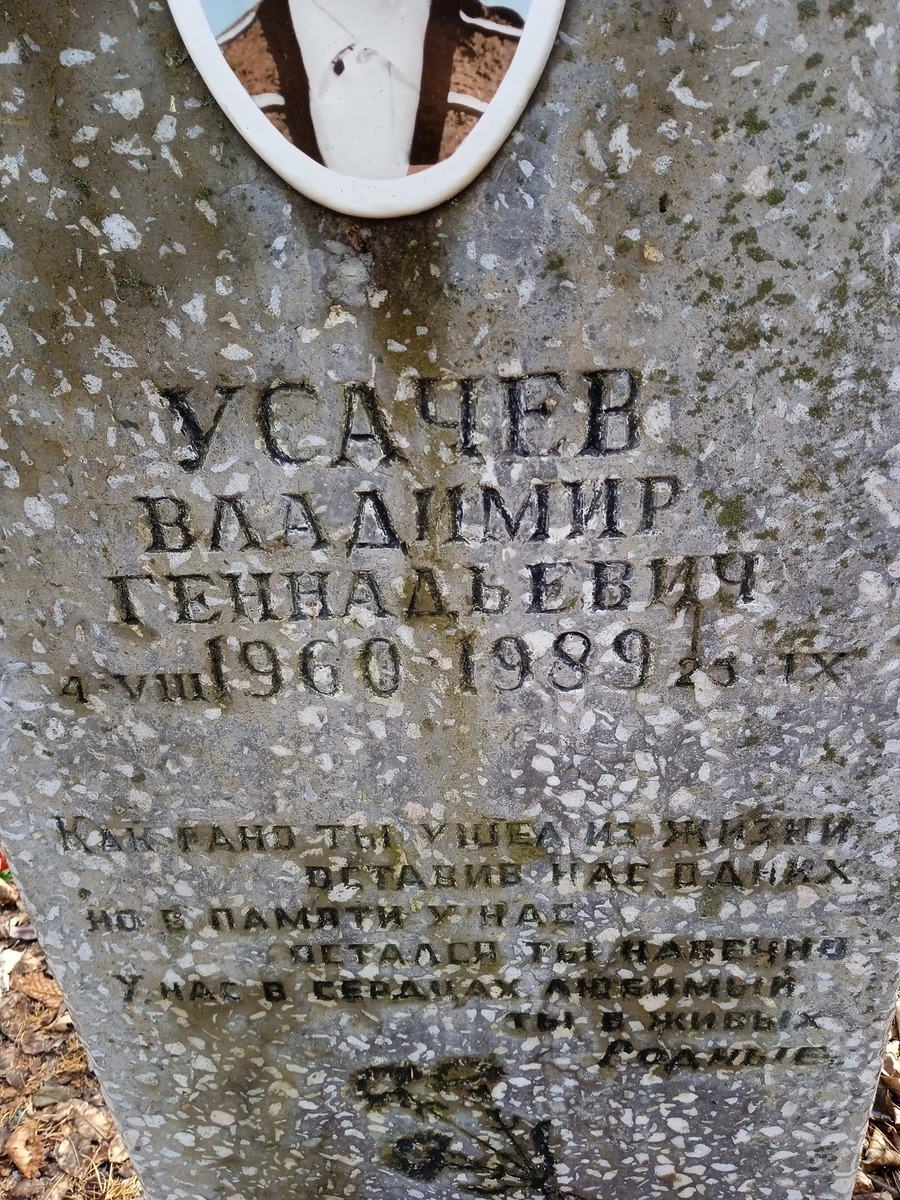 УСАЧЕВ
ВЛАДИМИР
ГЕННАДЬЕВИЧ
4-VIII 1960-1989 25-IX
КАК РАНО ТЫ УШЕЛ ИЗ ЖИЗНИ
ОСТАВИВ НАС ОДНИХ
НО В ПАМЯТИ У НАС
ОСТАЛСЯ ТЫ НАВЕЧНО
У НАС В СЕРДЦАХ ЛЮБИМЫЙ
ТЫ В ЖИВЫХ
РОДНЫЕ